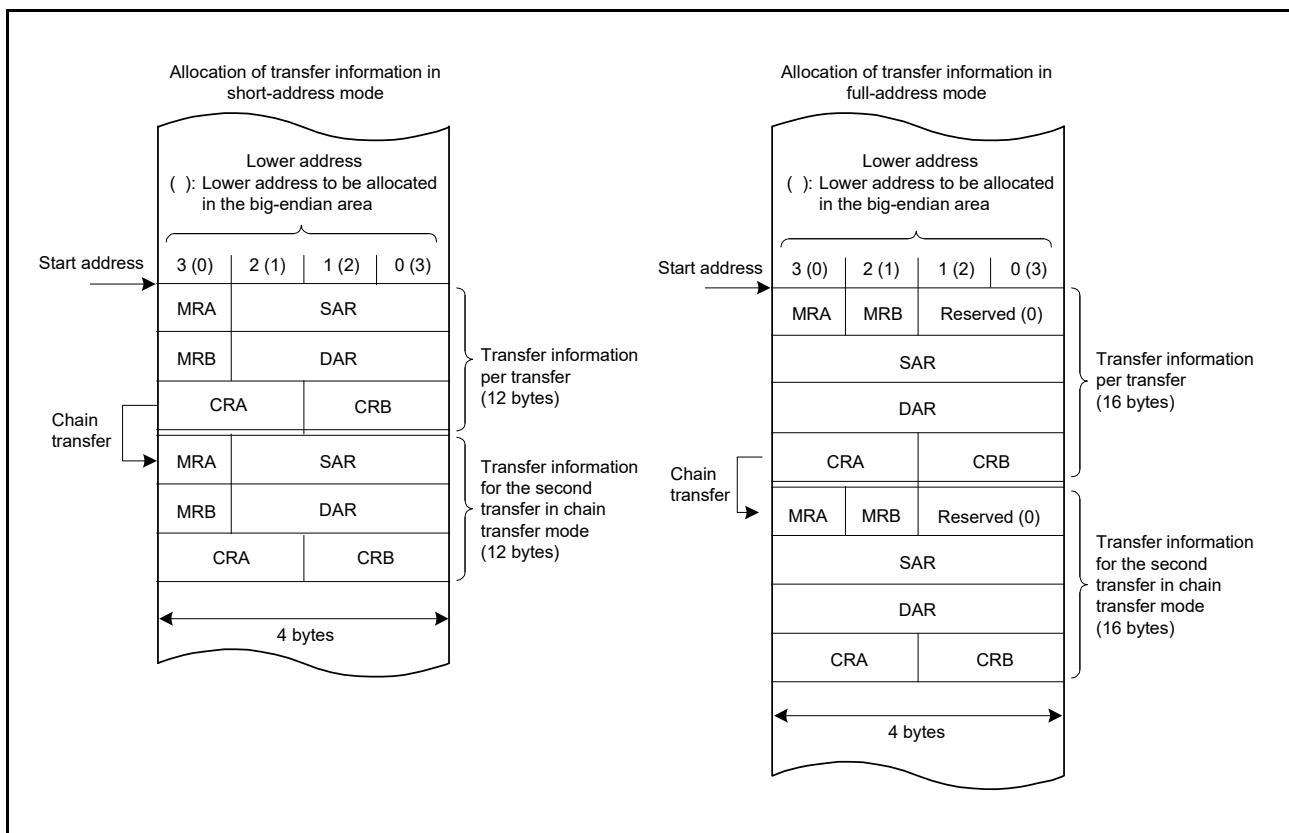 Allocation of transfer information in
short-address mode
Lower address
( ): Lower address to be allocated
in the big-endian area
Start address
3 (0) 2 (1) 1 (2) 0 (3)
MRA SAR
MRB DAR
CRA CRB
Transfer information
per transfer
(12 bytes)
Chain
transfer
MRA SAR
MRB DAR
CRA CRB
Transfer information
for the second
transfer in chain
transfer mode
(12 bytes)
4 bytes
Allocation of transfer information in
full-address mode
Lower address
( ): Lower address to be allocated
in the big-endian area
Start address
3 (0) 2 (1) 1 (2) 0 (3)
MRA MRB Reserved (0)
SAR
DAR
CRA CRB
Transfer information
per transfer
(16 bytes)
Chain
transfer
MRA MRB Reserved (0)
SAR
DAR
CRA CRB
Transfer information
for the second
transfer in chain
transfer mode
(16 bytes)
4 bytes